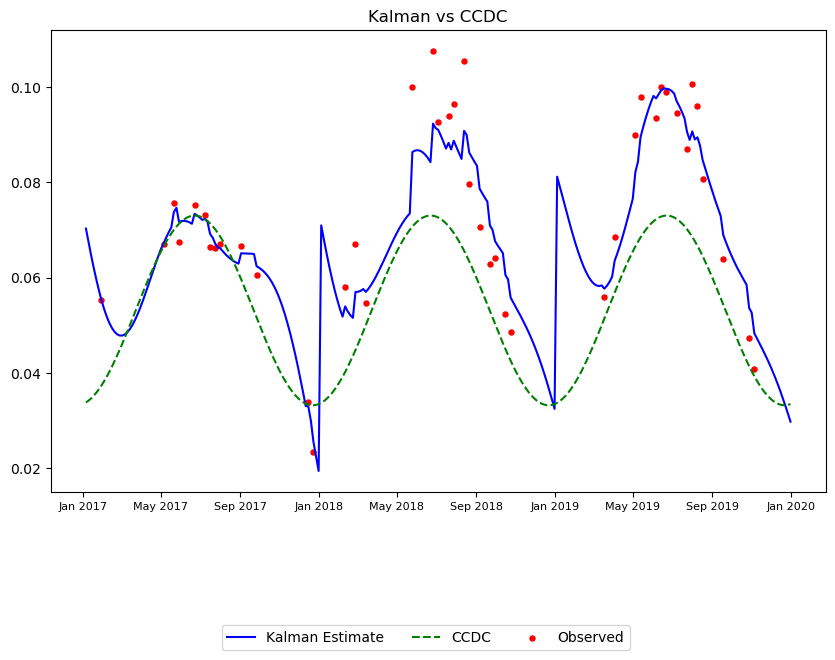 Kalman vs CCDC
0.10
0.08
0.06
0.04
0.02
Jan 2017 May 2017 Sep 2017 Jan 2018 May 2018 Sep 2018 Jan 2019 May 2019 Sep 2019 Jan 2020
Kalman Estimate CCDC Observed